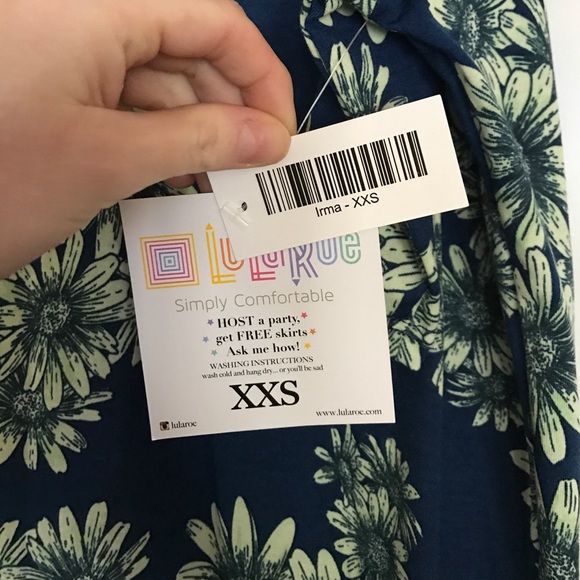 Irma - XXS
LuLaRoe
Simply Comfortable
HOST a party,
get FREE skirts
Ask me how!
WASHING INSTRUCTIONS
wash cold and hang dry... or you'll be sad
XXS
lularoe
www.lularoe.com